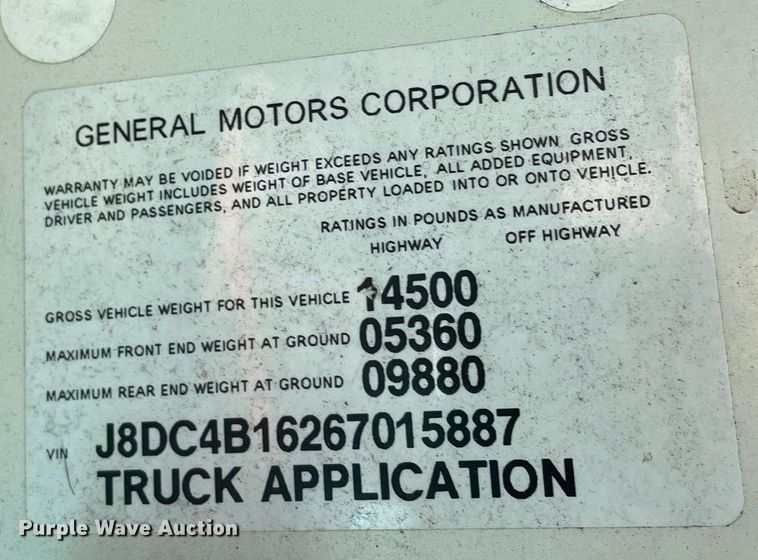 GENERAL MOTORS CORPORATION
WARRANTY MAY BE VOIDED IF WEIGHT EXCEEDS ANY RATINGS SHOWN. GROSS
VEHICLE WEIGHT INCLUDES WEIGHT OF BASE VEHICLE, ALL ADDED EQUIPMENT,
DRIVER AND PASSENGERS, AND ALL PROPERTY LOADED INTO OR ONTO VEHICLE.
RATINGS IN POUNDS AS MANUFACTURED
HIGHWAY OFF HIGHWAY
GROSS VEHICLE WEIGHT FOR THIS VEHICLE 14500
MAXIMUM FRONT END WEIGHT AT GROUND 05360
MAXIMUM REAR END WEIGHT AT GROUND 09880
VIN J8DC4B16267015887
TRUCK APPLICATION
Purple Wave Auction